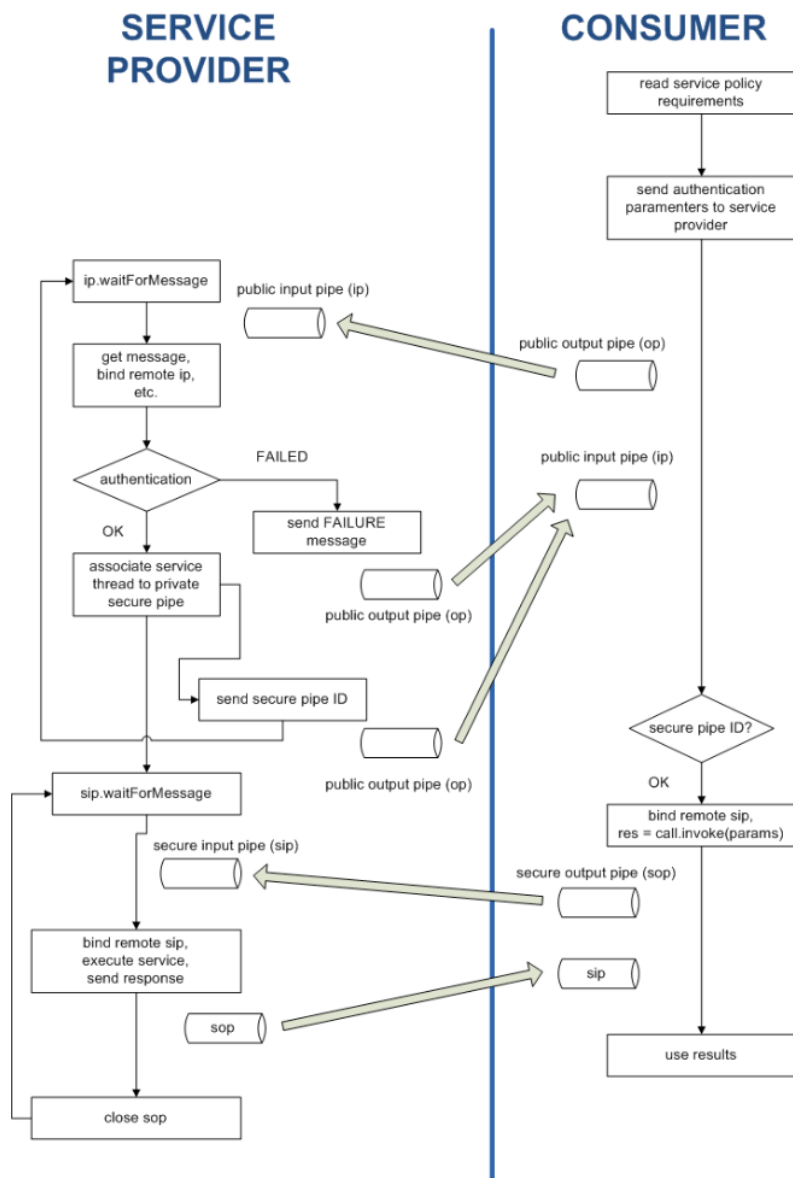 SERVICE
PROVIDER
CONSUMER
read service policy
requirements
send authentication
paramenters to service
provider
ip.waitForMessage
public input pipe (ip)
public output pipe (op)
get message,
bind remote ip,
etc.
authentication
FAILED
public input pipe (ip)
send FAILURE
message
OK
associate service
thread to private
secure pipe
public output pipe (op)
send secure pipe ID
secure pipe ID?
public output pipe (op)
OK
sip.waitForMessage
bind remote sip,
res = call.invoke(params)
secure input pipe (sip)
secure output pipe (sop)
bind remote sip,
execute service,
send response
sip
sop
use results
close sop